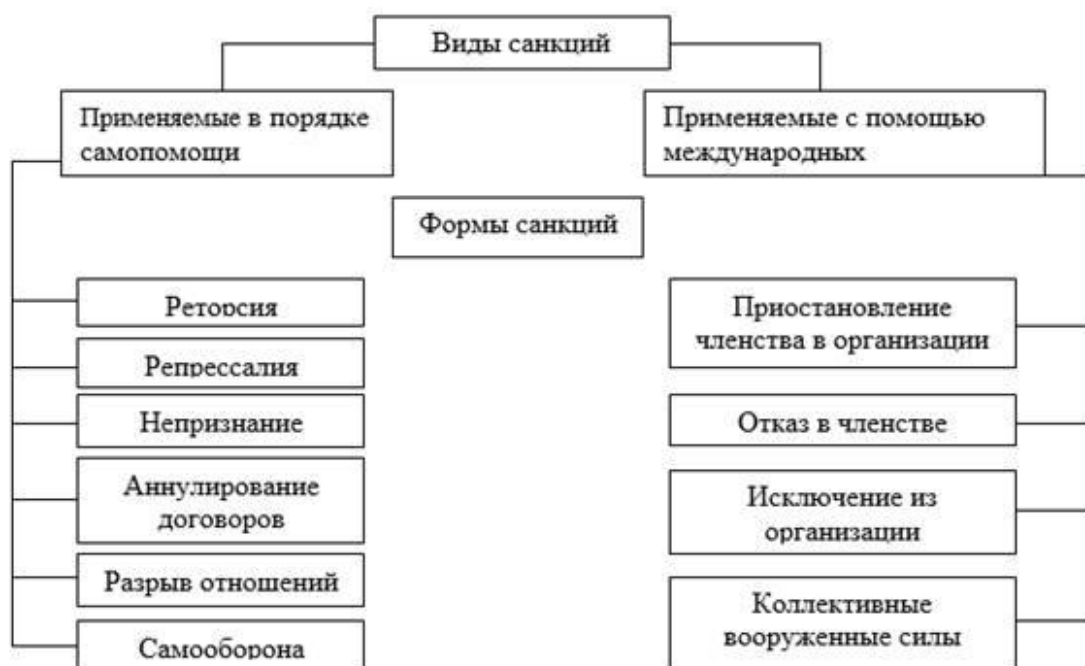 Виды санкций
Применяемые в порядке
самопомощи
Применяемые с помощью
международных
Формы санкций
Реторсия
Репрессалия
Непризнание
Аннулирование
договоров
Разрыв отношений
Самооборона
Приостановление
членства в организации
Отказ в членстве
Исключение из
организации
Коллективные
вооруженные силы